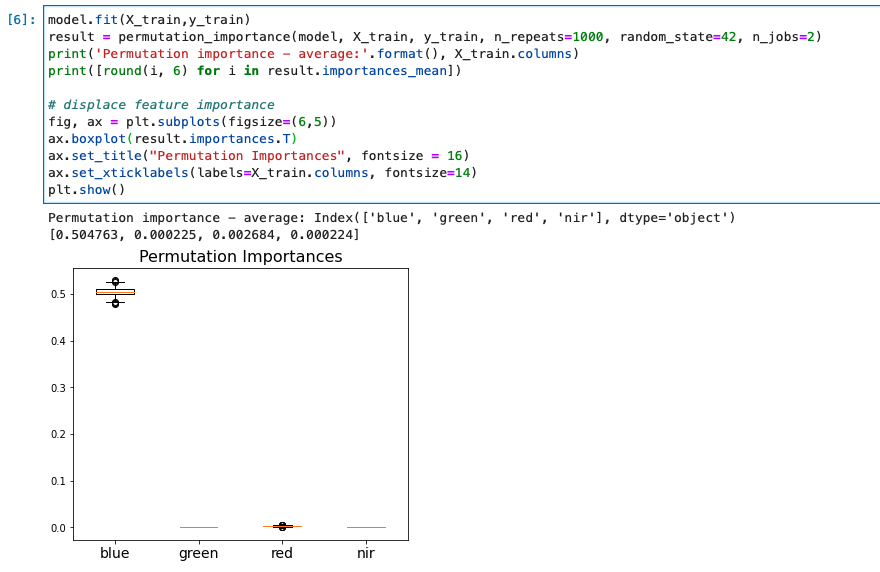 [6]: model.fit(X_train,y_train)
result = permutation_importance(model, X_train, y_train, n_repeats=1000, random_state=42, n_jobs=2)
print('Permutation importance – average:'.format(), X_train.columns)
print([round(i, 6) for i in result.importances_mean])
# displace feature importance
fig, ax = plt.subplots(figsize=(6,5))
ax.boxplot(result.importances.T)
ax.set_title("Permutation Importances", fontsize = 16)
ax.set_xticklabels(labels=X_train.columns, fontsize=14)
plt.show()
Permutation importance – average: Index(['blue', 'green', 'red', 'nir'], dtype='object')
[0.504763, 0.000225, 0.002684, 0.000224]
Permutation Importances
0.5
0.4
0.3
0.2
0.1
0.0
blue green red nir